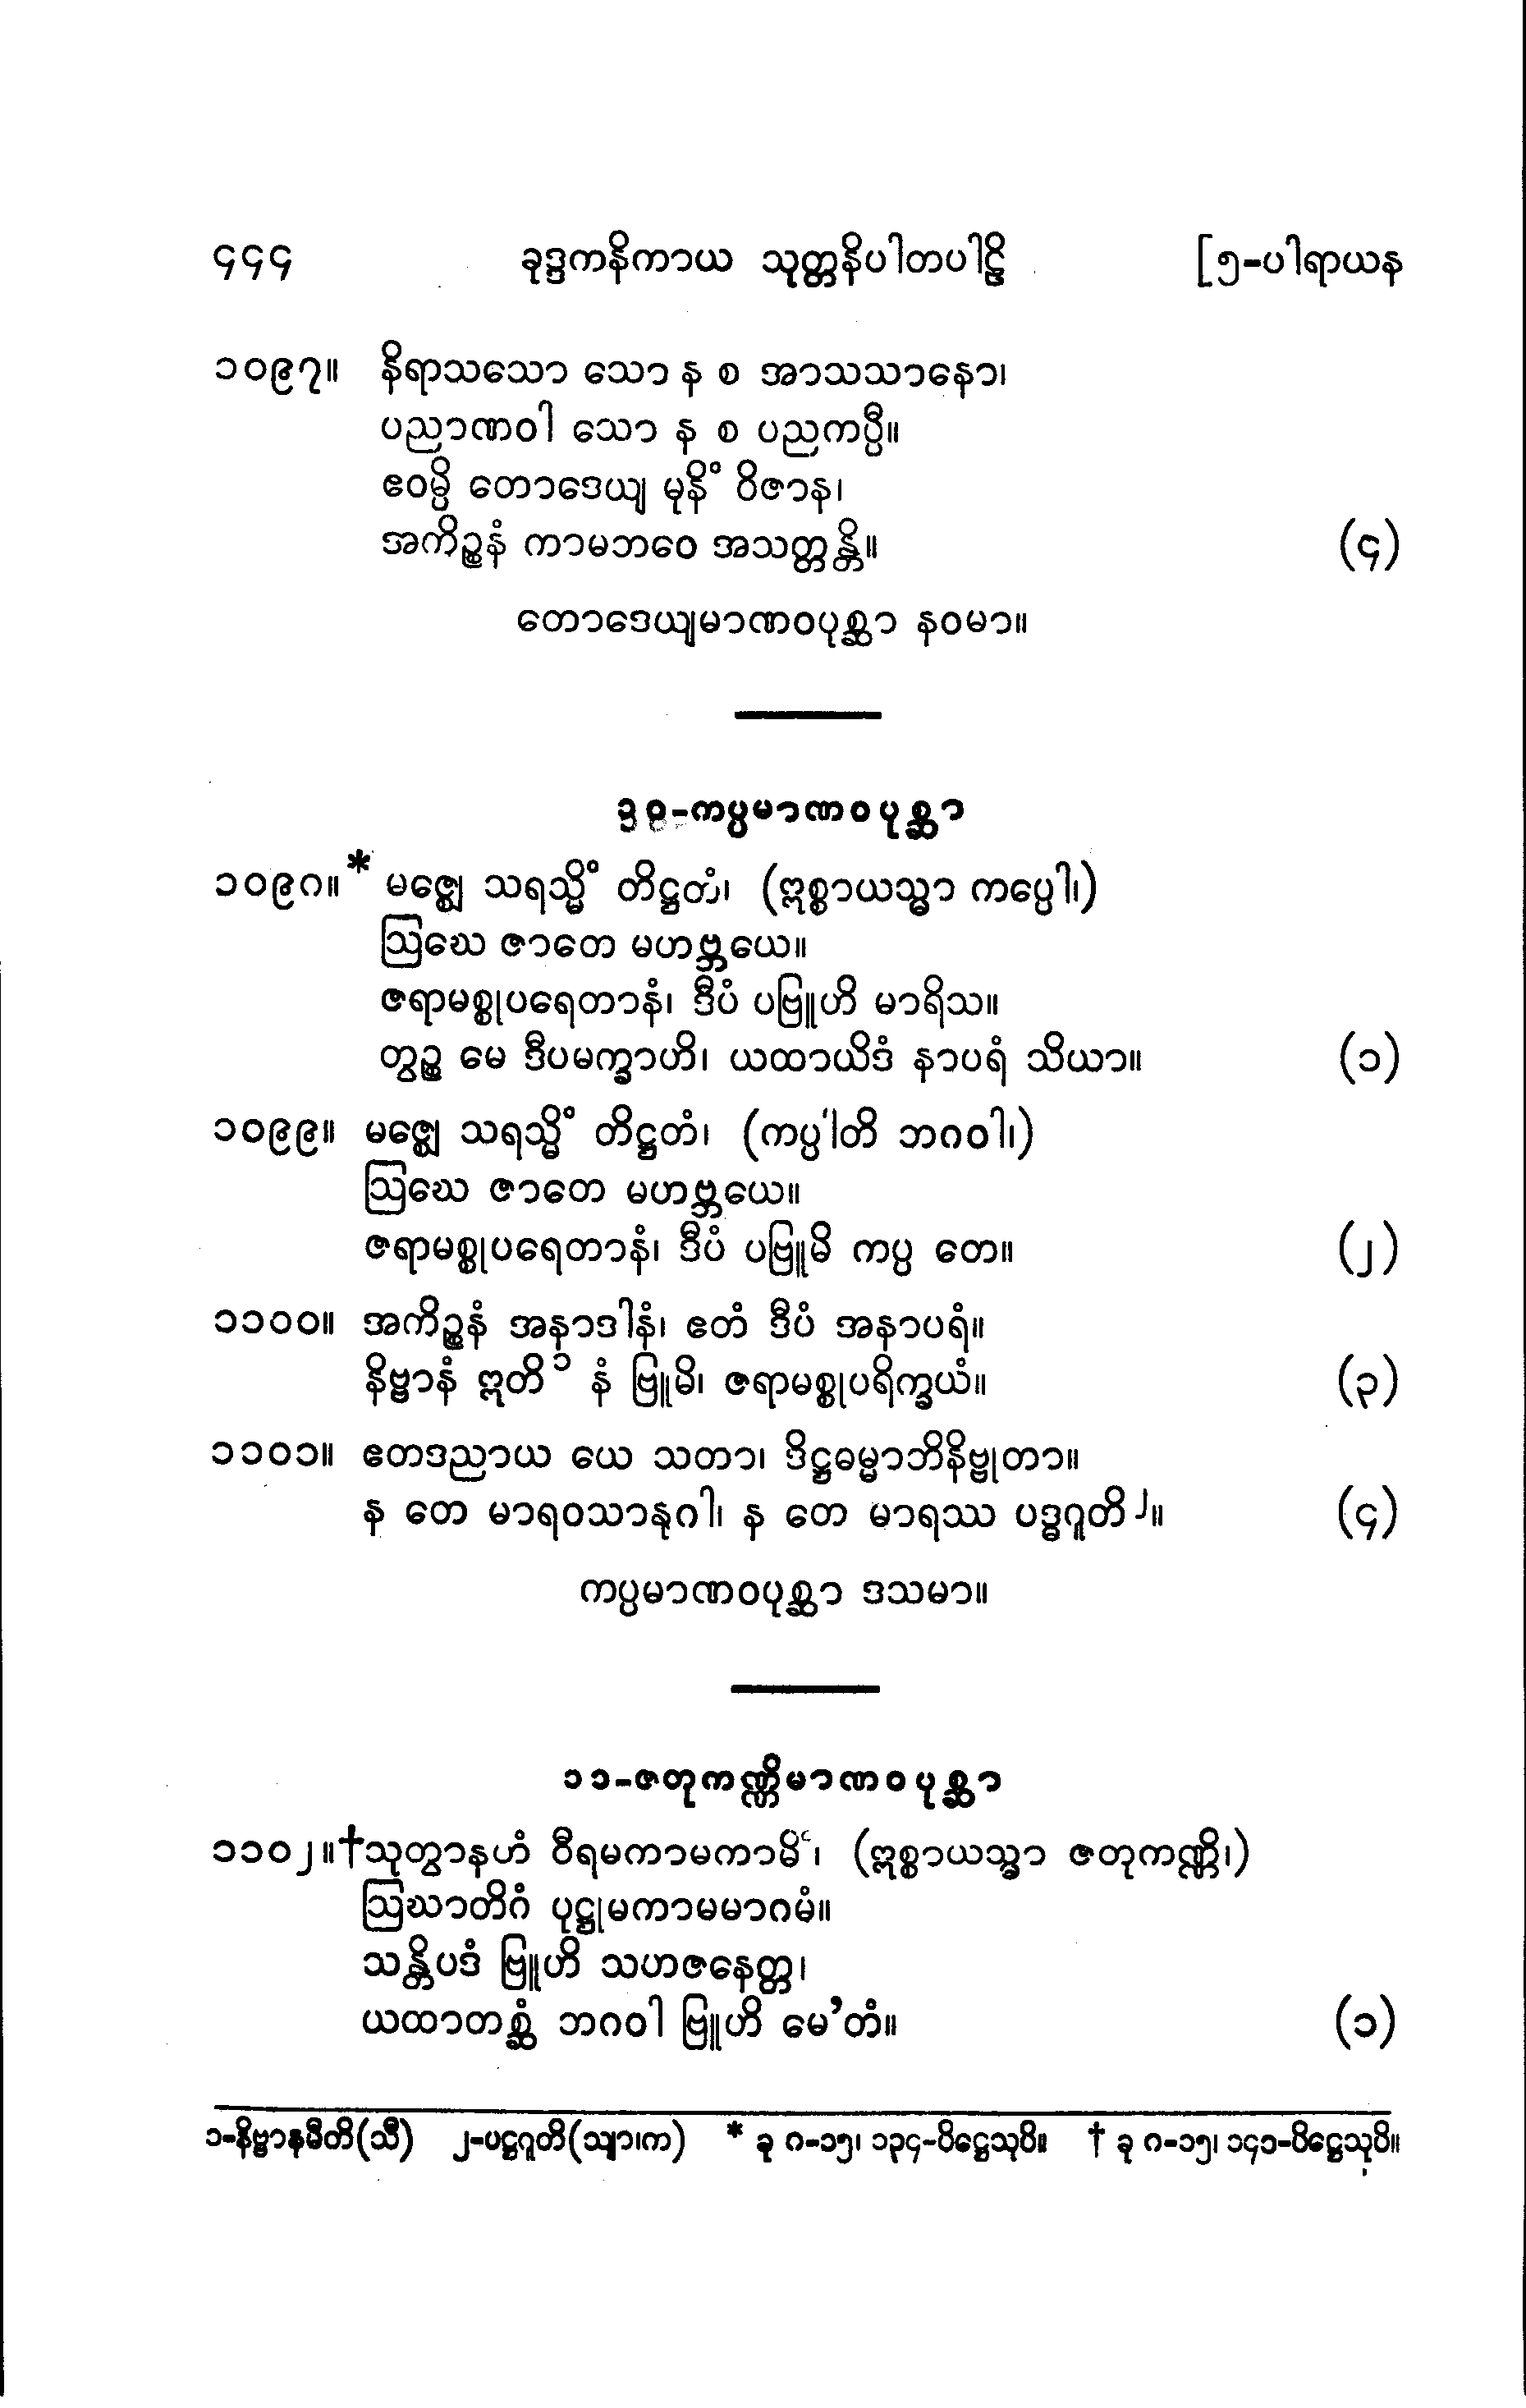 ၄၄၄ ခုဒ္ဒကနိကာယ သုတ္တနိပါတပါဠိ [၅-ပါရာယန
၁၀၉၇။ နိရာသသော သော န စ အာသသာနော၊
ပညာဏဝါ သော န စ ပညကပ္ပီ။
ဧဝမ္ပိ တောဒေယျ မုနိံ ဝိဇာန၊
အကိဉ္စနံ ကာမဘဝေ အသတ္တန္တိ။ (၄)
တောဒေယျမာဏဝပုစ္ဆာ နဝမာ။
၁၀-ကပ္ပမာဏဝပုစ္ဆာ
၁၀၉၈။* မဇ္ဈေ သရသ္မိံ တိဋ္ဌတံ၊ (ဣစ္စာယသ္မာ ကပ္ပေါ၊)
ဩဃေ ဇာတေ မဟဗ္ဘယေ။
ဇရာမစ္စုပရေတာနံ၊ ဒီပံ ပဗြူဟိ မာရိသ။
တွဉ္စ မေ ဒီပမက္ခာဟိ၊ ယထာယိဒံ နာပရံ သိယာ။ (၁)
၁၀၉၉။ မဇ္ဈေ သရသ္မိံ တိဋ္ဌတံ၊ (ကပ္ပါတိ ဘဂဝါ၊)
ဩဃေ ဇာတေ မဟဗ္ဘယေ။
ဇရာမစ္စုပရေတာနံ၊ ဒီပံ ပဗြူမိ ကပ္ပ တေ။ (၂)
၁၁၀၀။ အကိဉ္စနံ အနာဒါနံ၊ ဧတံ ဒီပံ အနာပရံ။
နိဗ္ဗာနံ ဣတိ ၁ နံ ဗြူမိ၊ ဇရာမစ္စုပရိက္ခယံ။ (၃)
၁၁၀၁။ ဧတဒညာယ ယေ သတာ၊ ဒိဋ္ဌဓမ္မာဘိနိဗ္ဗုတာ။
န တေ မာရဝသာနုဂါ၊ န တေ မာရဿ ပဒ္ဓဂူတိ ၂။ (၄)
ကပ္ပမာဏဝပုစ္ဆာ ဒသမာ။
၁၁-ဇတုကဏ္ဏိမာဏဝပုစ္ဆာ
၁၁၀၂။†သုတွာနဟံ ဝီရမကာမကာမိံ၊ (ဣစ္စာယသ္မာ ဇတုကဏ္ဏိ၊)
ဩဃာတိဂံ ပုဋ္ဌုမကာမမာဂမံ။
သန္တိပဒံ ဗြူဟိ သဟဇနေတ္တ၊
ယထာတစ္ဆံ ဘဂဝါ ဗြူဟိ မေ’တံ။ (၁)
၁-နိဗ္ဗာနမီတိ(သီ) ၂-ပဋ္ဌဂူတိ(သျာ၊က) * ခု ဂ-၁၅၊ ၁၃၄-ပိဋ္ဌေသုပိ။ † ခု ဂ-၁၅၊ ၁၄၁-ပိဋ္ဌေသုပိ။